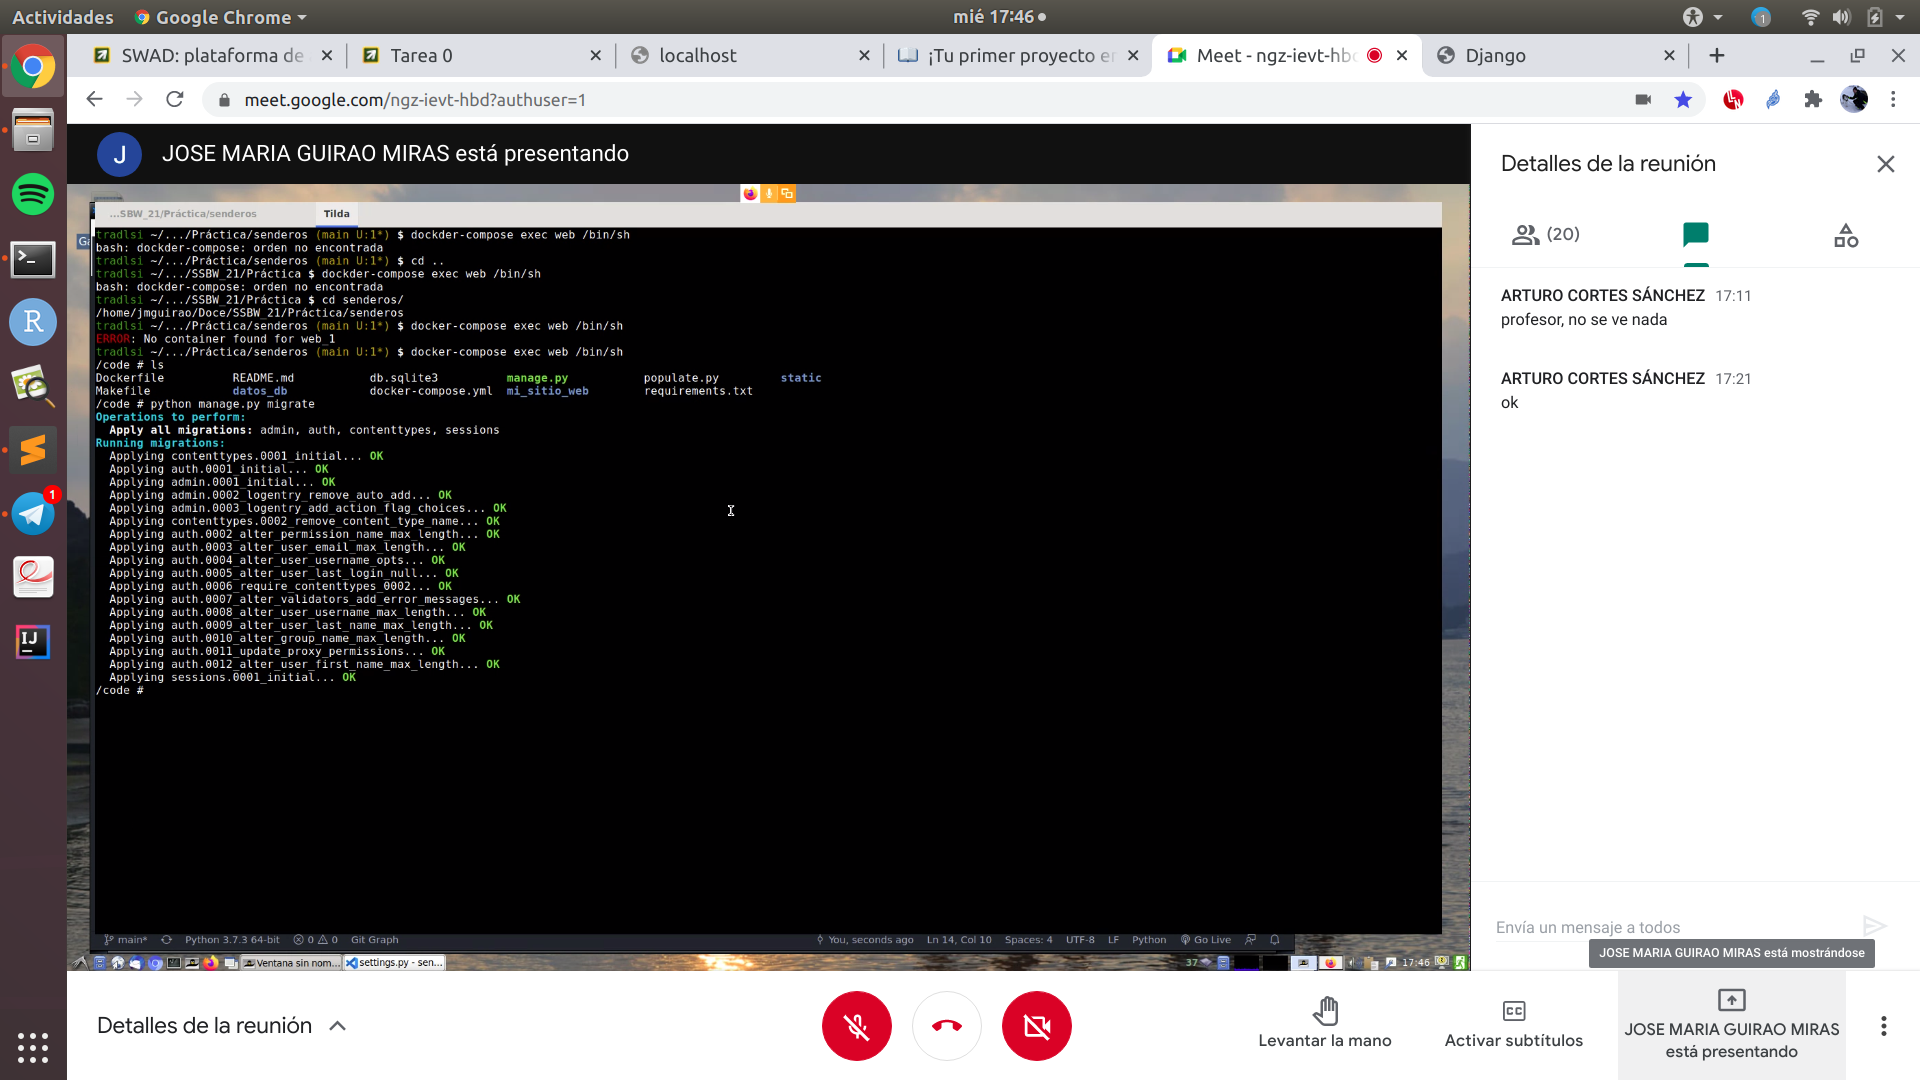 Actividades
Google Chrome
mié 17:46
1
SWAD: plataforma de
Tarea 0
localhost
¡Tu primer proyecto en
Meet - ngz-ievt-hbd
Django
meet.google.com/ngz-ievt-hbd?authuser=1
J
JOSE MARIA GUIRAO MIRAS está presentando
...SBW_21/Práctica/senderos
Tilda
tradlsi ~/.../Práctica/senderos (main U:1*) $ dockder-compose exec web /bin/sh
bash: dockder-compose: orden no encontrada
tradlsi ~/.../Práctica/senderos (main U:1*) $ cd ..
tradlsi ~/.../SSBW_21/Práctica $ dockder-compose exec web /bin/sh
bash: dockder-compose: orden no encontrada
tradlsi ~/.../SSBW_21/Práctica $ cd senderos/
/home/jmguirao/Doce/SSBW_21/Práctica/senderos
tradlsi ~/.../Práctica/senderos (main U:1*) $ docker-compose exec web /bin/sh
ERROR: No container found for web_1
tradlsi ~/.../Práctica/senderos (main U:1*) $ docker-compose exec web /bin/sh
/code # ls
Dockerfile README.md db.sqlite3 manage.py populate.py static
Makefile datos_db docker-compose.yml mi_sitio_web requirements.txt
/code # python manage.py migrate
Operations to perform:
Apply all migrations: admin, auth, contenttypes, sessions
Running migrations:
Applying contenttypes.0001_initial... OK
Applying auth.0001_initial... OK
Applying admin.0001_initial... OK
Applying admin.0002_logentry_remove_auto_add... OK
Applying admin.0003_logentry_add_action_flag_choices... OK
Applying contenttypes.0002_remove_content_type_name... OK
Applying auth.0002_alter_permission_name_max_length... OK
Applying auth.0003_alter_user_email_max_length... OK
Applying auth.0004_alter_user_username_opts... OK
Applying auth.0005_alter_user_last_login_null... OK
Applying auth.0006_require_contenttypes_0002... OK
Applying auth.0007_alter_validators_add_error_messages... OK
Applying auth.0008_alter_user_username_max_length... OK
Applying auth.0009_alter_user_last_name_max_length... OK
Applying auth.0010_alter_group_name_max_length... OK
Applying auth.0011_update_proxy_permissions... OK
Applying auth.0012_alter_user_first_name_max_length... OK
Applying sessions.0001_initial... OK
/code #
main* Python 3.7.3 64-bit 0 0 Git Graph
You, seconds ago Ln 14, Col 10 Spaces: 4 UTF-8 LF Python Go Live
Ventana sin nom...
settings.py - sen...
37
17:46
Detalles de la reunión
(20)
ARTURO CORTES SÁNCHEZ 17:11
profesor, no se ve nada
ARTURO CORTES SÁNCHEZ 17:21
ok
Envía un mensaje a todos
JOSE MARIA GUIRAO MIRAS está mostrándose
Detalles de la reunión
Levantar la mano
Activar subtítulos
JOSE MARIA GUIRAO MIRAS
está presentando
R
1
IJ